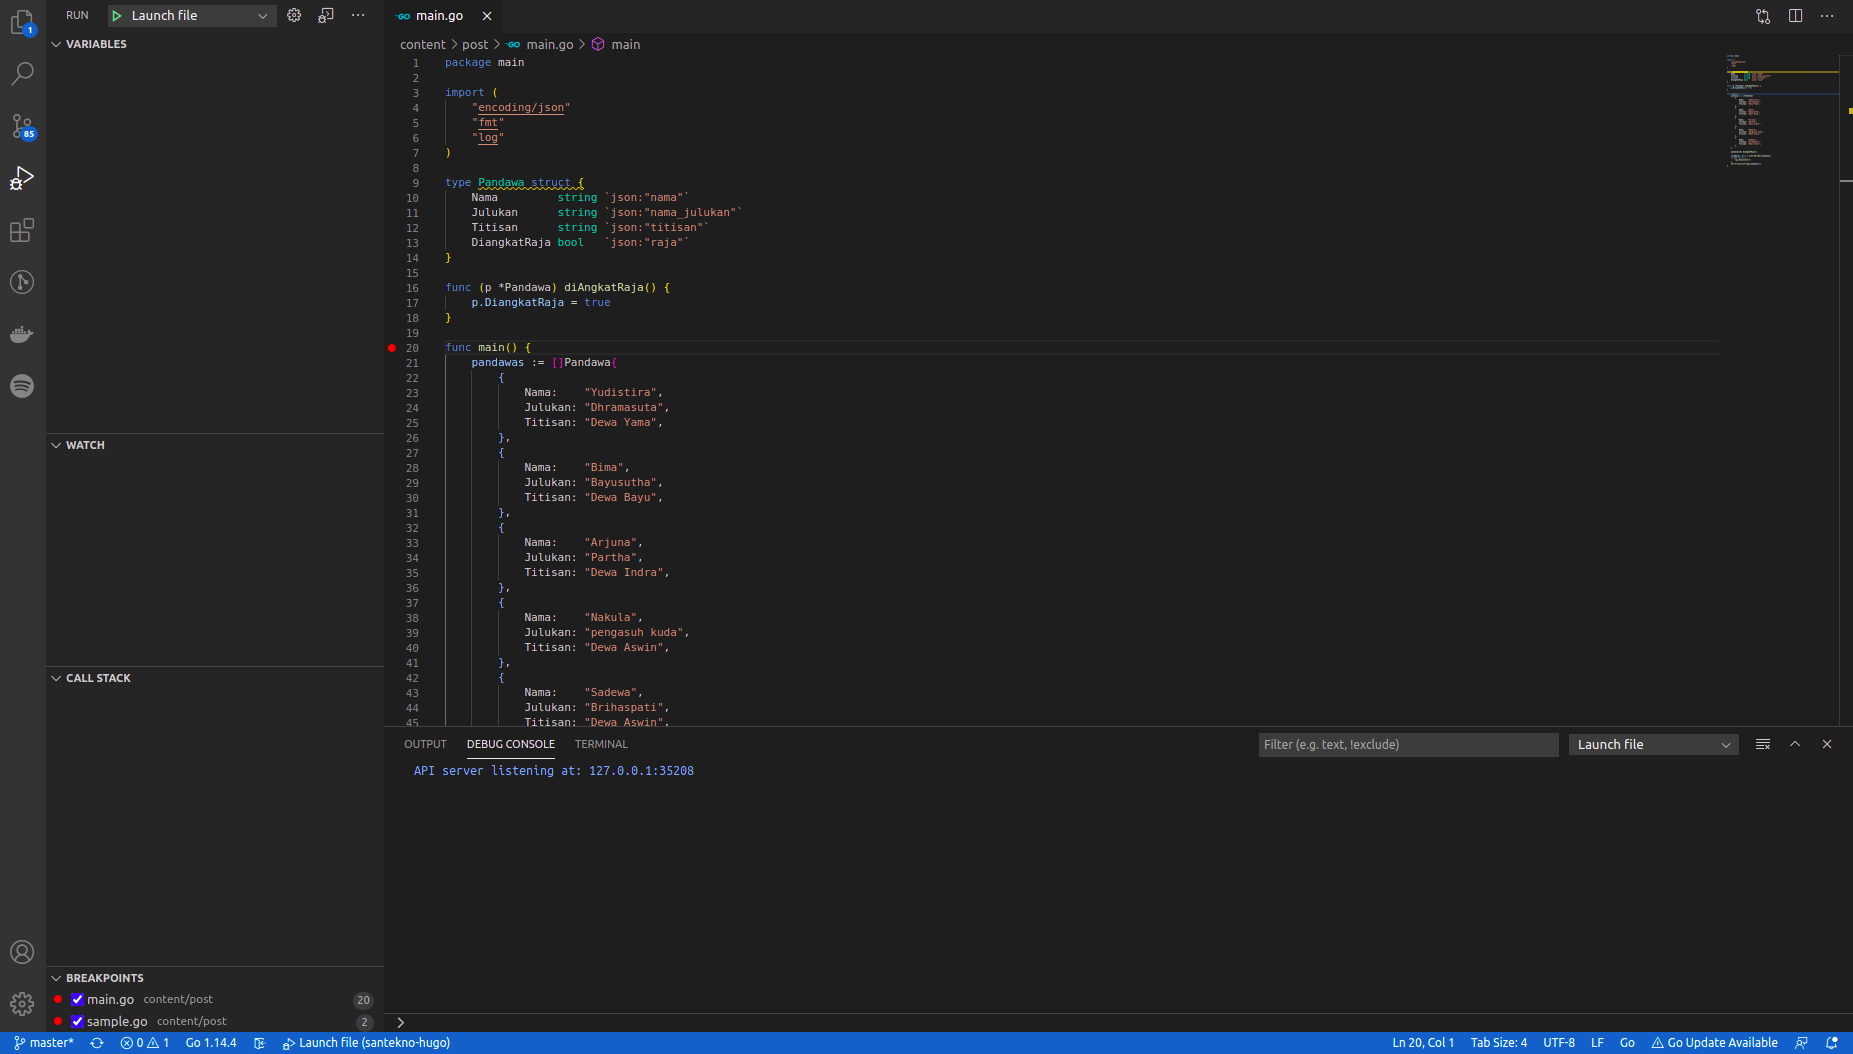 RUN Launch file
main.go
1
VARIABLES
content post main.go main
1 package main
2
3 import (
4 "encoding/json"
5 "fmt"
6 "log"
7 )
8
9 type Pandawa struct {
10 Nama string `json:"nama"`
11 Julukan string `json:"nama_julukan"`
12 Titisan string `json:"titisan"`
13 DiangkatRaja bool `json:"raja"`
14 }
15
16 func (p *Pandawa) diAngkatRaja() {
17 p.DiangkatRaja = true
18 }
19
20 func main() {
21 pandawas := []Pandawa{
22 {
23 Nama: "Yudistira",
24 Julukan: "Dhramasuta",
25 Titisan: "Dewa Yama",
26 },
27 {
28 Nama: "Bima",
29 Julukan: "Bayusutha",
30 Titisan: "Dewa Bayu",
31 },
32 {
33 Nama: "Arjuna",
34 Julukan: "Partha",
35 Titisan: "Dewa Indra",
36 },
37 {
38 Nama: "Nakula",
39 Julukan: "pengasuh kuda",
40 Titisan: "Dewa Aswin",
41 },
42 {
43 Nama: "Sadewa",
44 Julukan: "Brihaspati",
45 Titisan: "Dewa Aswin",
85
WATCH
CALL STACK
OUTPUT DEBUG CONSOLE TERMINAL
Filter (e.g. text, !exclude) Launch file
API server listening at: 127.0.0.1:35208
BREAKPOINTS
main.go content/post 20
sample.go content/post 2
master* 0 1 Go 1.14.4 Launch file (santekno-hugo)
Ln 20, Col 1 Tab Size: 4 UTF-8 LF Go Go Update Available